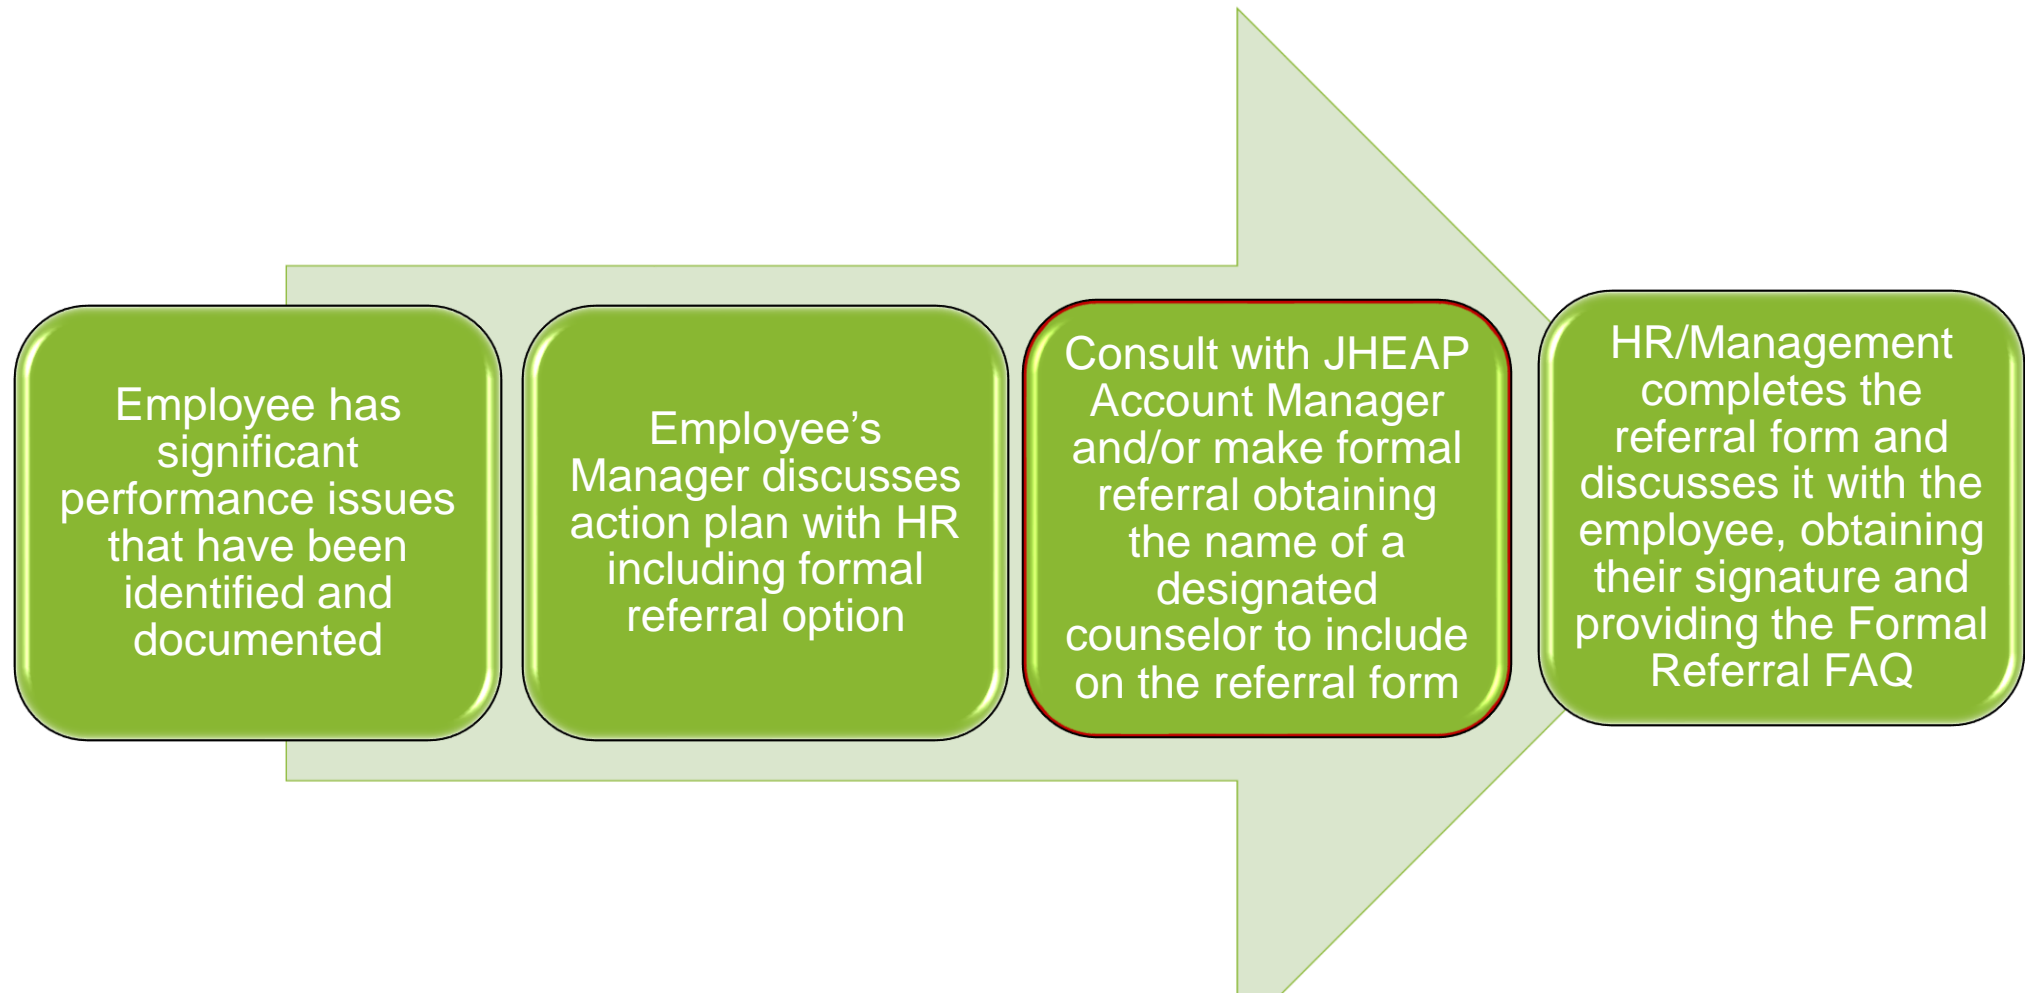 Employee has
significant
performance issues
that have been
identified and
documented
Employee’s
Manager discusses
action plan with HR
including formal
referral option
Consult with JHEAP
Account Manager
and/or make formal
referral obtaining
the name of a
designated
counselor to include
on the referral form
HR/Management
completes the
referral form and
discusses it with the
employee, obtaining
their signature and
providing the Formal
Referral FAQ